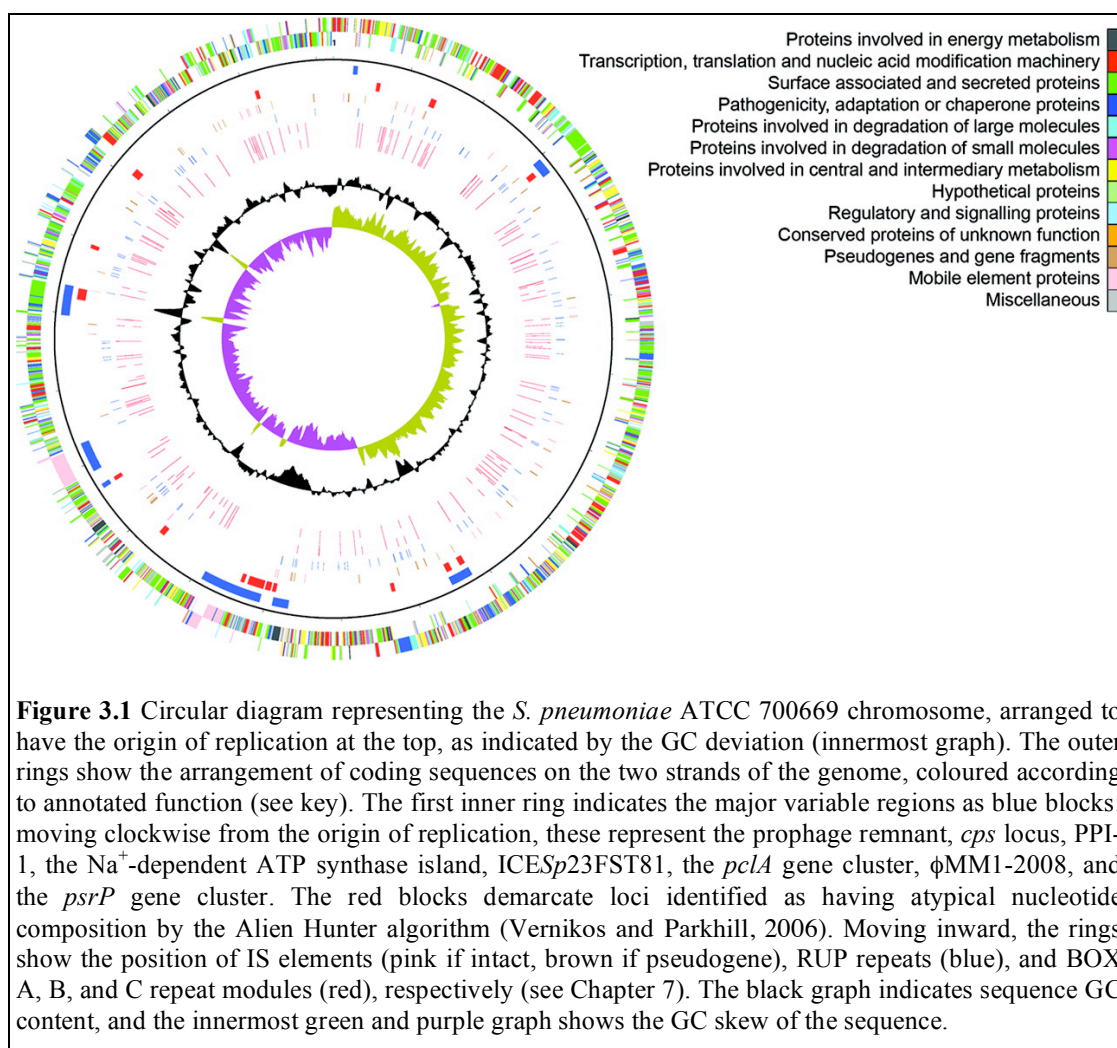 Proteins involved in energy metabolism
Transcription, translation and nucleic acid modification machinery
Surface associated and secreted proteins
Pathogenicity, adaptation or chaperone proteins
Proteins involved in degradation of large molecules
Proteins involved in degradation of small molecules
Proteins involved in central and intermediary metabolism
Hypothetical proteins
Regulatory and signalling proteins
Conserved proteins of unknown function
Pseudogenes and gene fragments
Mobile element proteins
Miscellaneous
1
Figure 3.1 Circular diagram representing the S. pneumoniae ATCC 700669 chromosome, arranged to
have the origin of replication at the top, as indicated by the GC deviation (innermost graph). The outer
rings show the arrangement of coding sequences on the two strands of the genome, coloured according
to annotated function (see key). The first inner ring indicates the major variable regions as blue blocks
moving clockwise from the origin of replication, these represent the prophage remnant, cps locus, PPI-
1, the Na⁺-dependent ATP synthase island, ICESp23FST81, the pclA gene cluster, ϕMM1-2008, and
the psrP gene cluster. The red blocks demarcate loci identified as having atypical nucleotide
composition by the Alien Hunter algorithm (Vernikos and Parkhill, 2006). Moving inward, the rings
show the position of IS elements (pink if intact, brown if pseudogene), RUP repeats (blue), and BOX
A, B, and C repeat modules (red), respectively (see Chapter 7). The black graph indicates sequence GC
content, and the innermost green and purple graph shows the GC skew of the sequence.